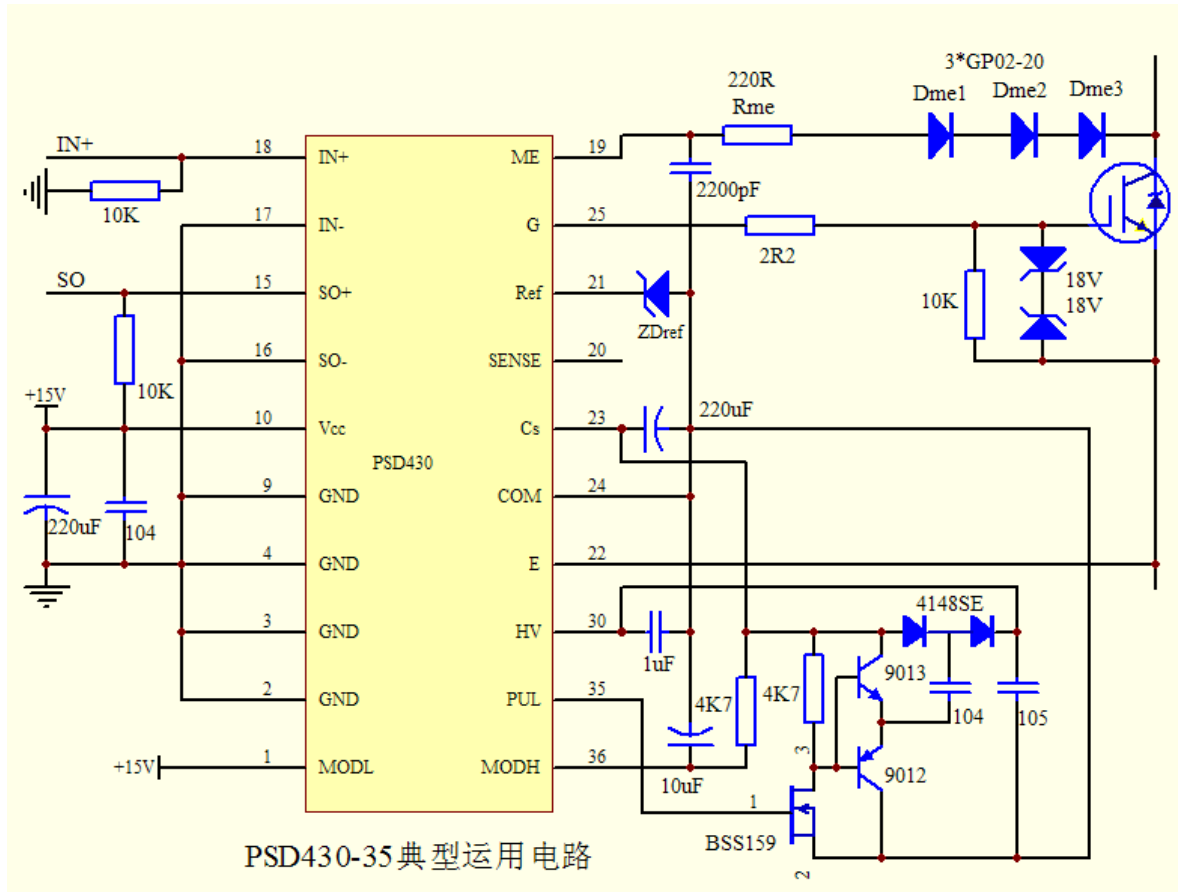 3*GP02-20
220R
Rme
Dme1
Dme2
Dme3
IN+
18
IN+
ME
19
2200pF
10K
17
IN-
G
25
2R2
SO
15
SO+
Ref
21
ZDref
10K
18V
18V
16
SO-
SENSE
20
10K
+15V
10
Vcc
Cs
23
220uF
PSD430
9
GND
COM
24
220uF
104
4
GND
E
22
4148SE
3
GND
HV
30
1uF
9013
2
GND
PUL
35
4K7
4K7
104
105
3
+15V
1
MODL
MODH
36
10uF
9012
1
BSS159
2
PSD430-35典型运用电路